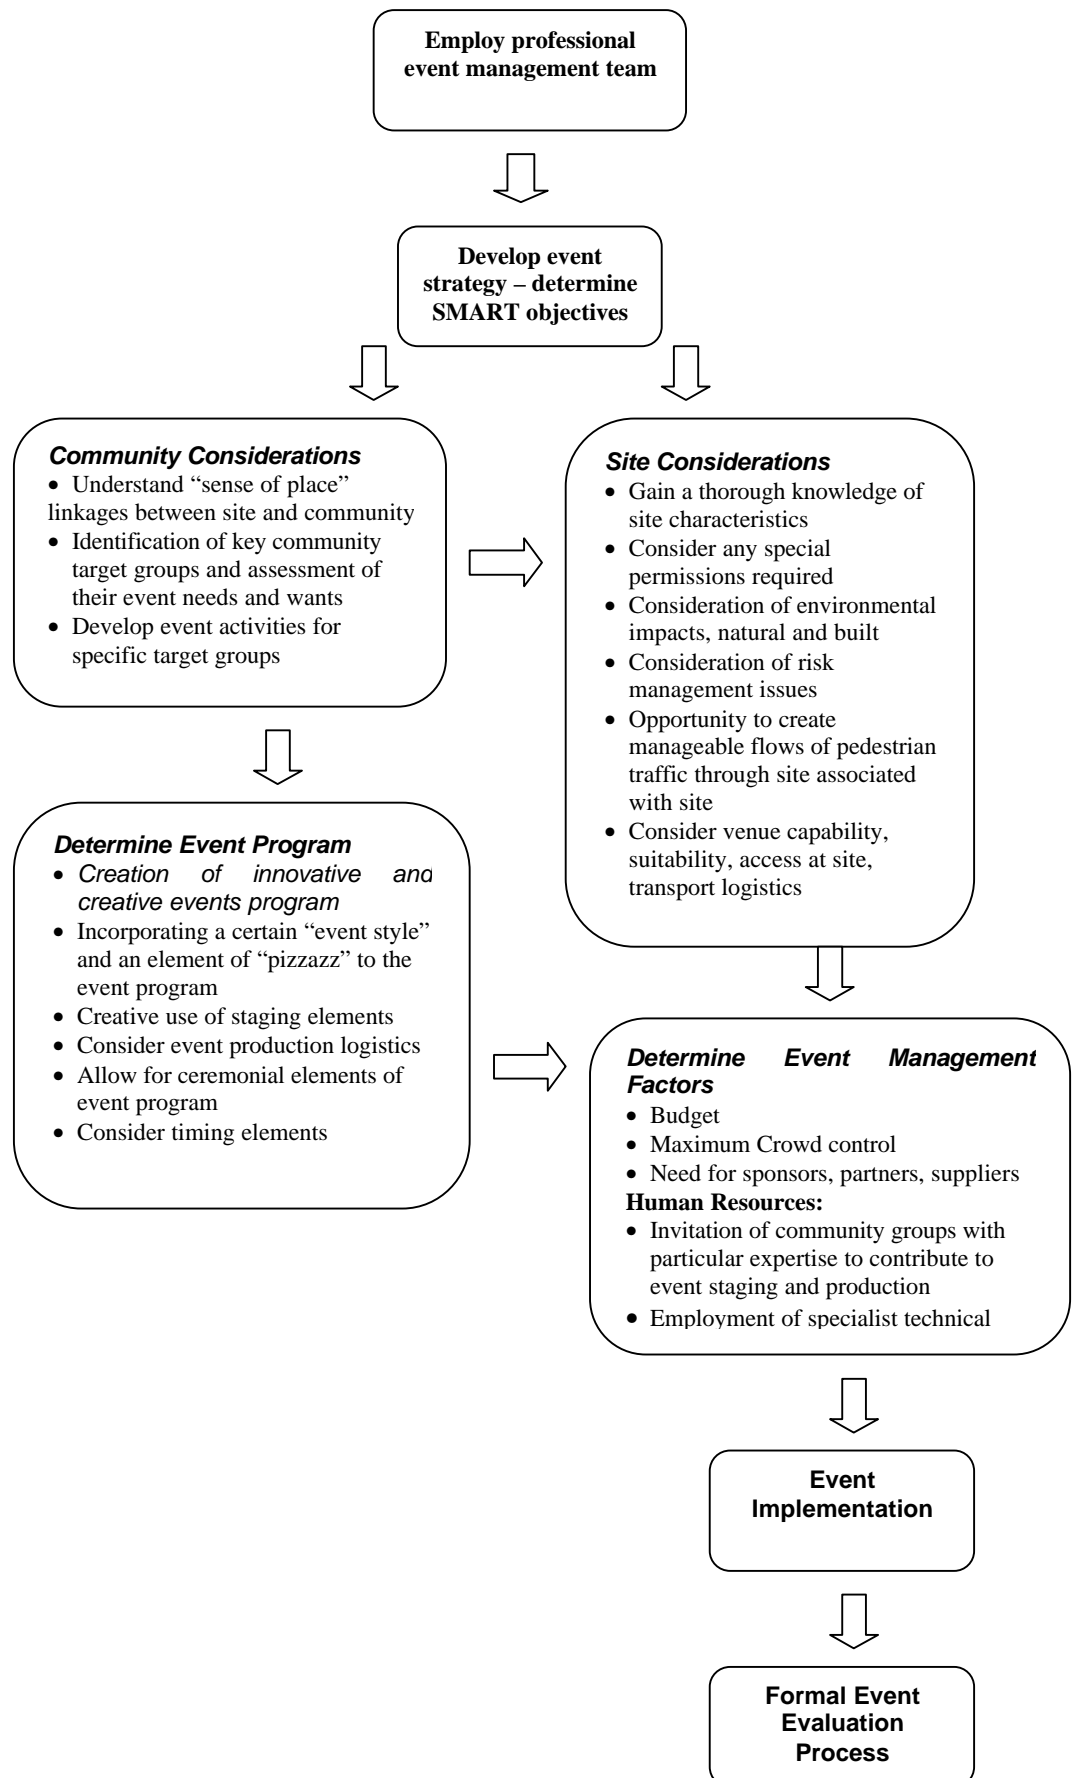 Employ professional
event management team
Develop event
strategy – determine
SMART objectives
Community Considerations
• Understand “sense of place”
linkages between site and community
• Identification of key community
target groups and assessment of
their event needs and wants
• Develop event activities for
specific target groups
Site Considerations
• Gain a thorough knowledge of
site characteristics
• Consider any special
permissions required
• Consideration of environmental
impacts, natural and built
• Consideration of risk
management issues
• Opportunity to create
manageable flows of pedestrian
traffic through site associated
with site
• Consider venue capability,
suitability, access at site,
transport logistics
Determine Event Program
• Creation of innovative and
creative events program
• Incorporating a certain “event style”
and an element of “pizzazz” to the
event program
• Creative use of staging elements
• Consider event production logistics
• Allow for ceremonial elements of
event program
• Consider timing elements
Determine Event Management
Factors
• Budget
• Maximum Crowd control
• Need for sponsors, partners, suppliers
Human Resources:
• Invitation of community groups with
particular expertise to contribute to
event staging and production
• Employment of specialist technical
Event
Implementation
Formal Event
Evaluation
Process